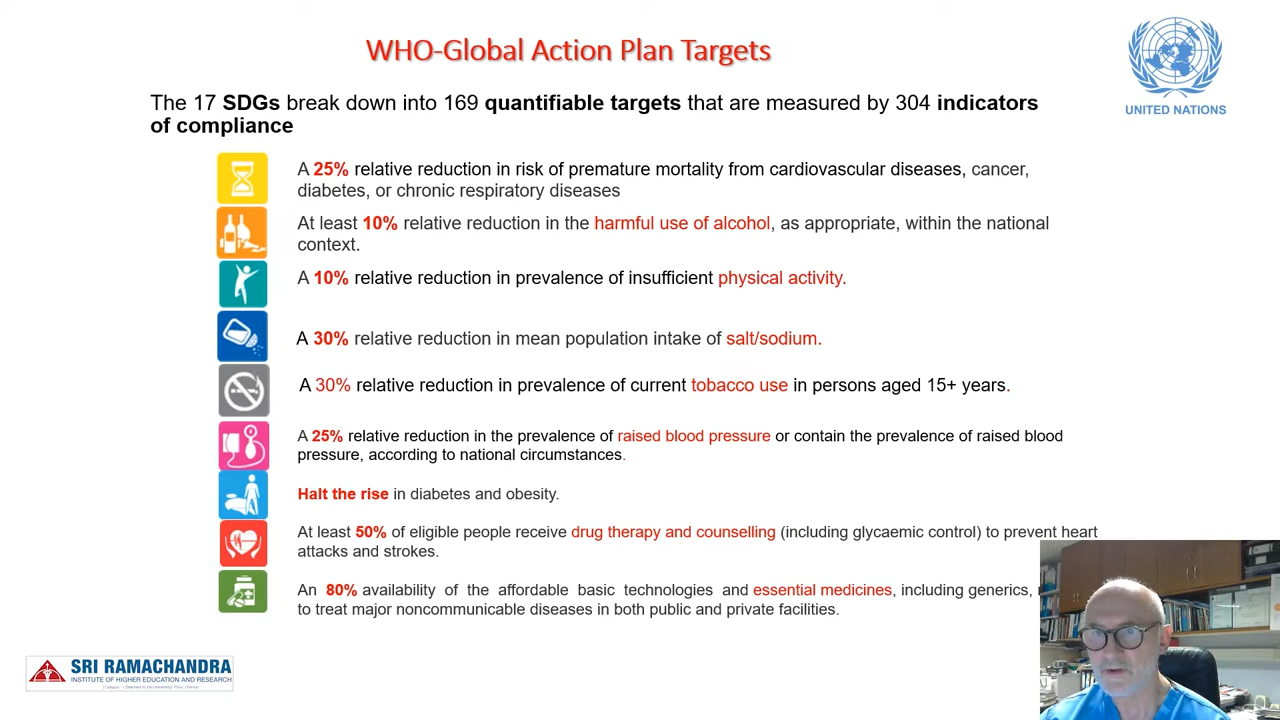 WHO-Global Action Plan Targets
UNITED NATIONS
The 17 SDGs break down into 169 quantifiable targets that are measured by 304 indicators
of compliance
A 25% relative reduction in risk of premature mortality from cardiovascular diseases, cancer,
diabetes, or chronic respiratory diseases
At least 10% relative reduction in the harmful use of alcohol, as appropriate, within the national
context.
A 10% relative reduction in prevalence of insufficient physical activity.
A 30% relative reduction in mean population intake of salt/sodium.
A 30% relative reduction in prevalence of current tobacco use in persons aged 15+ years.
A 25% relative reduction in the prevalence of raised blood pressure or contain the prevalence of raised blood
pressure, according to national circumstances.
Halt the rise in diabetes and obesity.
At least 50% of eligible people receive drug therapy and counselling (including glycaemic control) to prevent heart
attacks and strokes.
An 80% availability of the affordable basic technologies and essential medicines, including generics,
to treat major noncommunicable diseases in both public and private facilities.
SRI RAMACHANDRA
INSTITUTE OF HIGHER EDUCATION AND RESEARCH